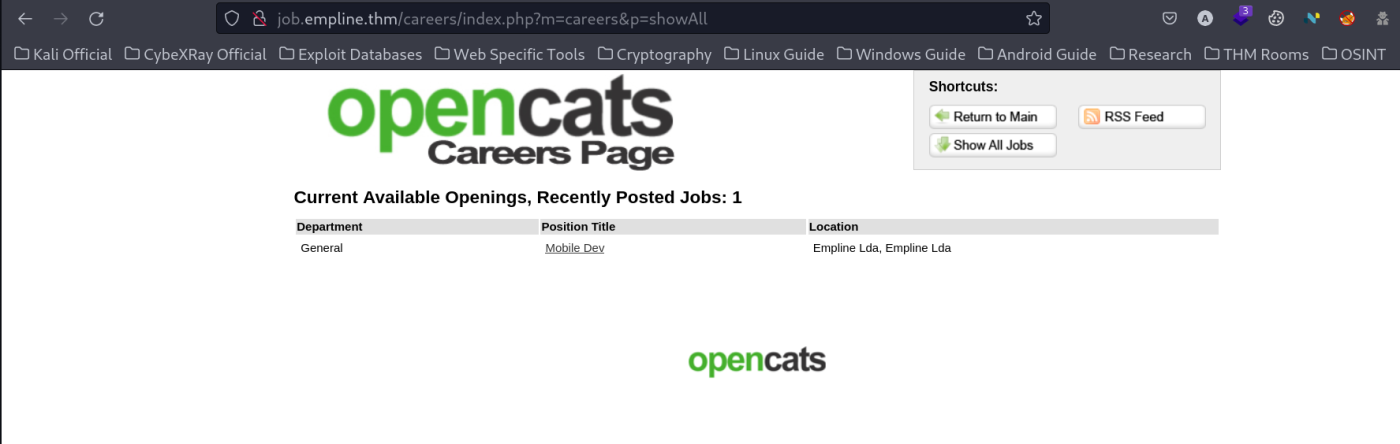 job.empline.thm/careers/index.php?m=careers&p=showAll
A
3
Kali Official CybeXRay Official Exploit Databases Web Specific Tools Cryptography Linux Guide Windows Guide Android Guide Research THM Rooms OSINT
opencats
Careers Page
Shortcuts:
Return to Main RSS Feed
Show All Jobs
Current Available Openings, Recently Posted Jobs: 1
Department Position Title Location
General Mobile Dev Empline Lda, Empline Lda
opencats